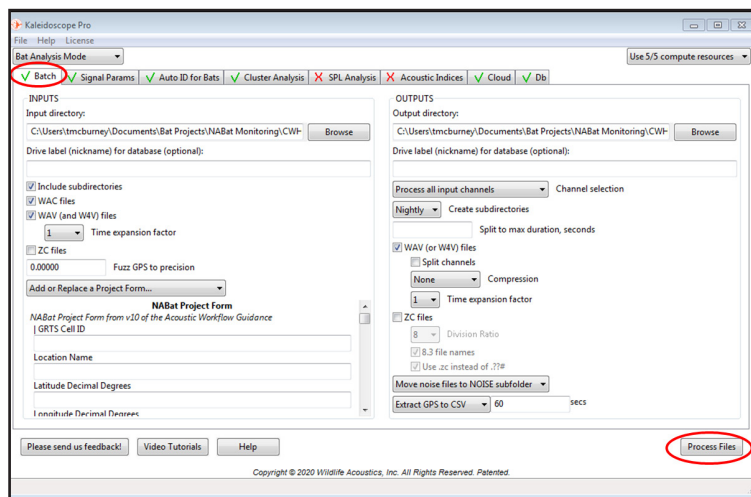 Kaleidoscope Pro
File Help License
Bat Analysis Mode
Use 5/5 compute resources
Batch Signal Params Auto ID for Bats Cluster Analysis SPL Analysis Acoustic Indices Cloud Db
INPUTS
Input directory:
C:\Users\tmcburney\Documents\Bat Projects\NABat Monitoring\CWH
Browse
Drive label (nickname) for database (optional):
Include subdirectories
WAC files
WAV (and W4V) files
1 Time expansion factor
ZC files
0.00000 Fuzz GPS to precision
Add or Replace a Project Form...
NABat Project Form
NABat Project Form from v10 of the Acoustic Workflow Guidance
| GRTS Cell ID
Location Name
Latitude Decimal Degrees
Longitude Decimal Degrees
OUTPUTS
Output directory:
C:\Users\tmcburney\Documents\Bat Projects\NABat Monitoring\CWH
Browse
Drive label (nickname) for database (optional):
Process all input channels Channel selection
Nightly Create subdirectories
Split to max duration, seconds
WAV (or W4V) files
Split channels
None Compression
1 Time expansion factor
ZC files
8 Division Ratio
8.3 file names
Use .zc instead of .??#
Move noise files to NOISE subfolder
Extract GPS to CSV 60 secs
Please send us feedback! Video Tutorials Help
Process Files
Copyright © 2020 Wildlife Acoustics, Inc. All Rights Reserved. Patented.